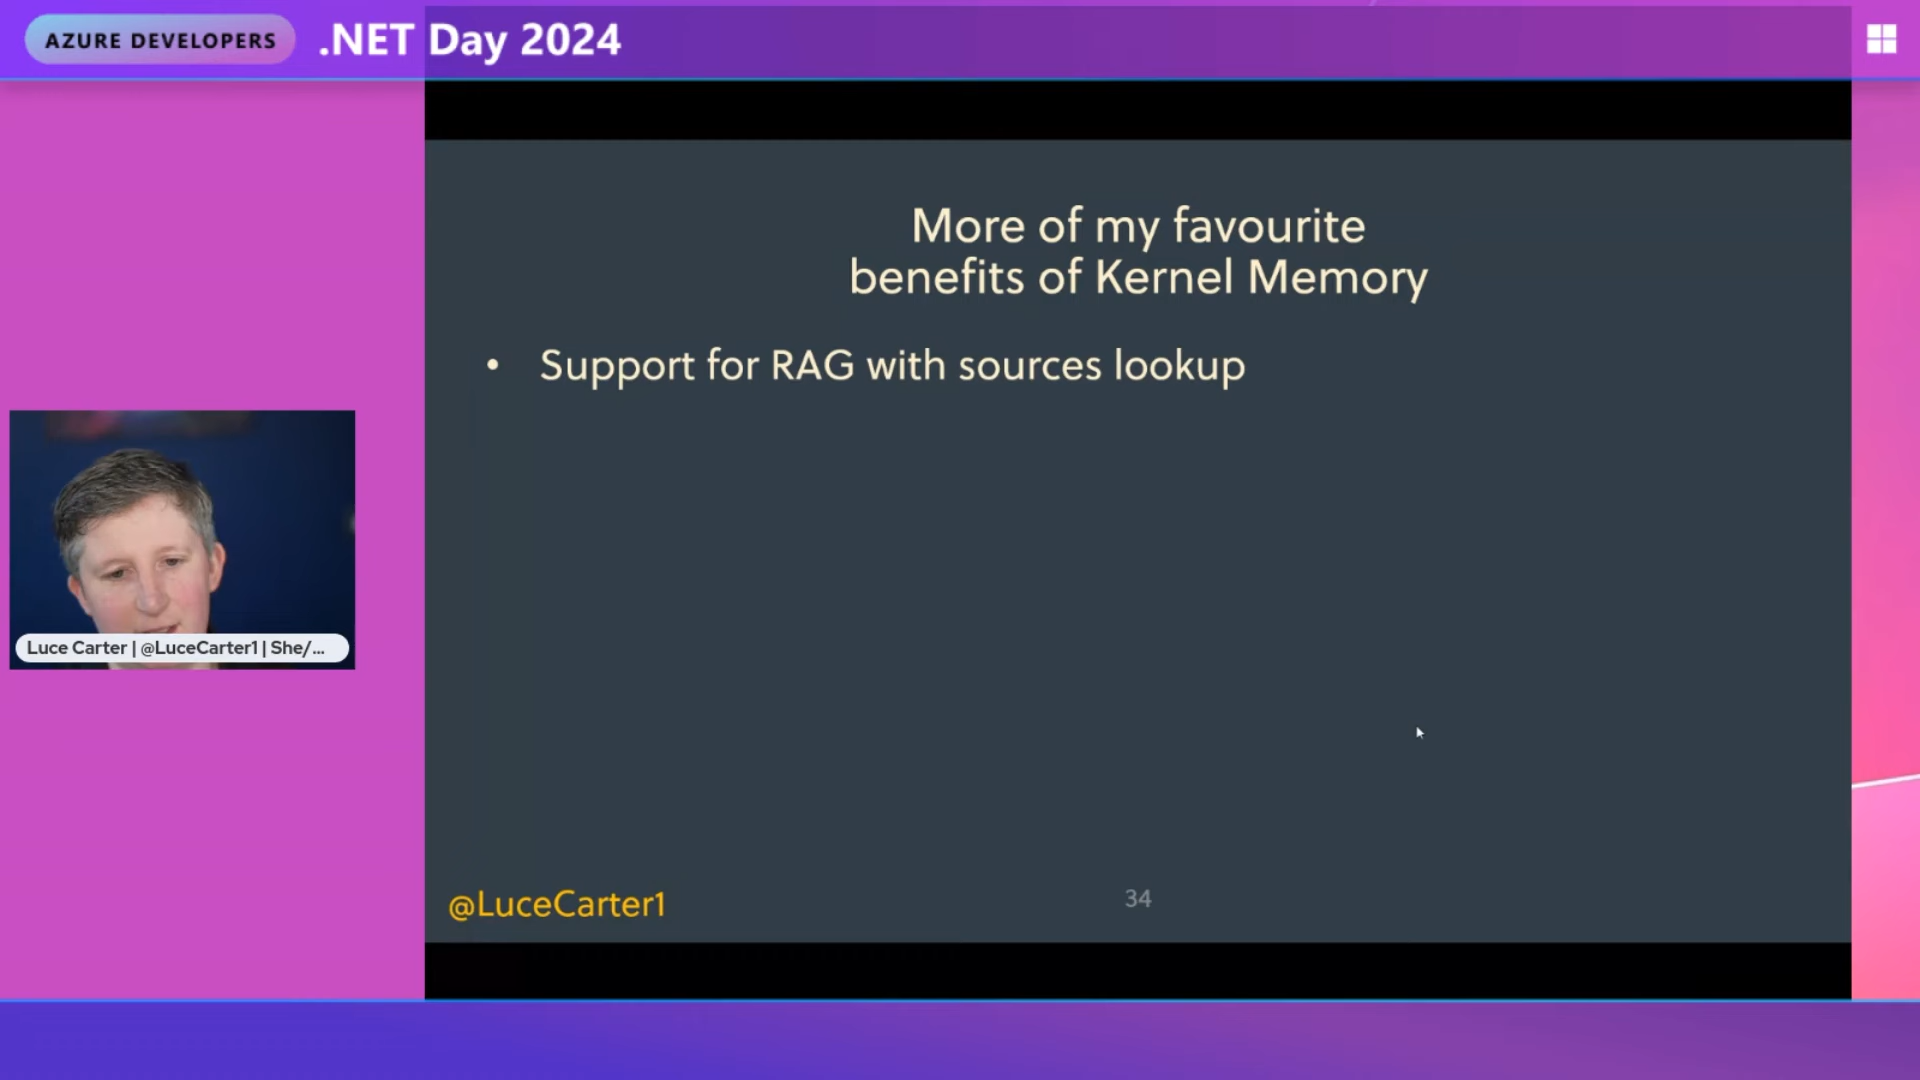 AZURE DEVELOPERS
.NET Day 2024
More of my favourite
benefits of Kernel Memory
• Support for RAG with sources lookup
Luce Carter | @LuceCarter1 | She/...
@LuceCarter1
34